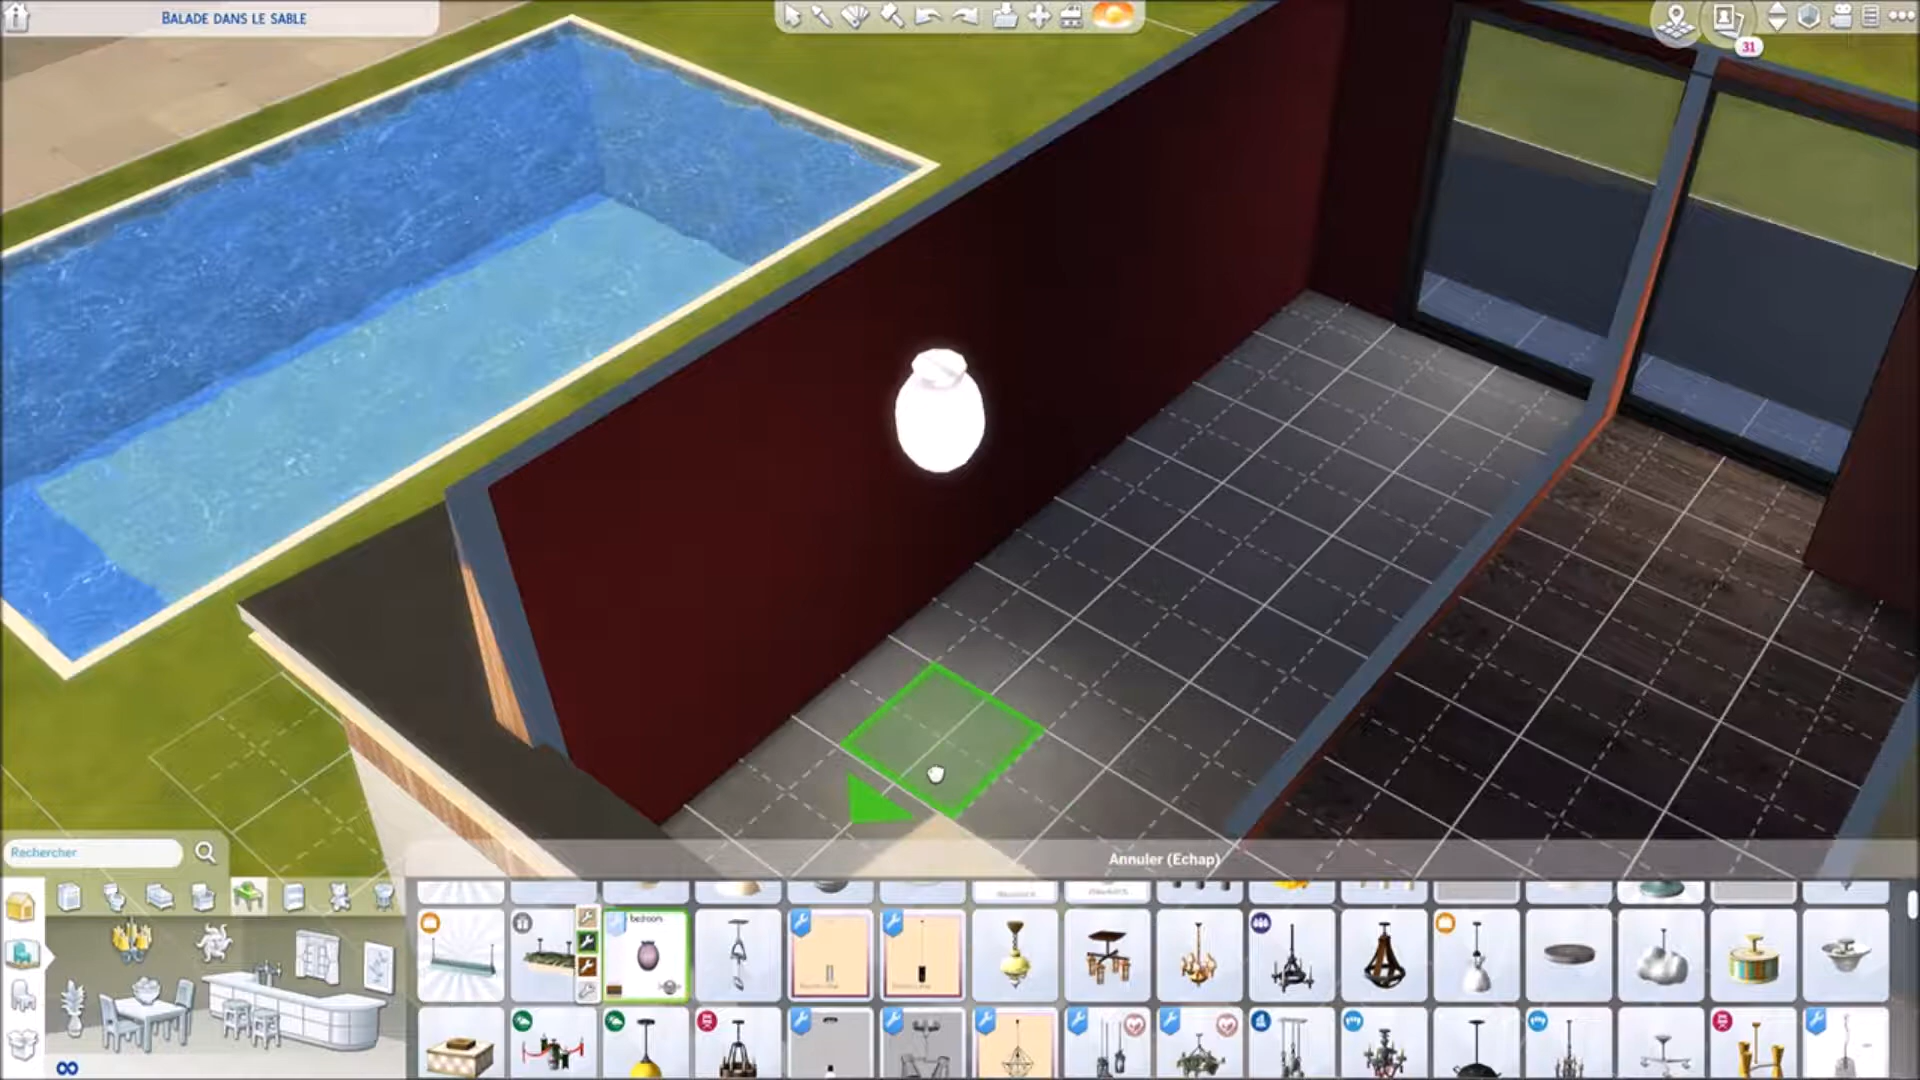 BALADE DANS LE SABLE
31
Rechercher
Annuler (Echap)
bedroom